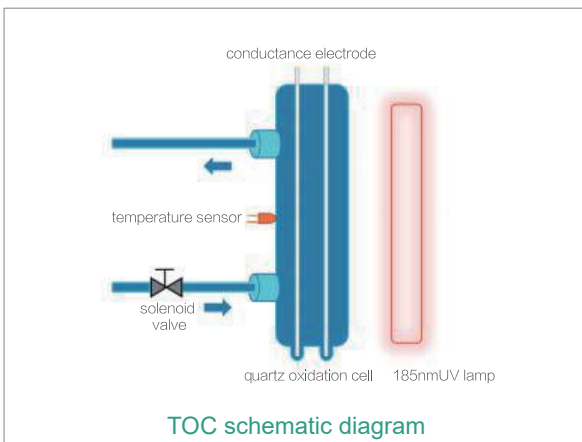 conductance electrode
temperature sensor
solenoid
valve
quartz oxidation cell
185nmUV lamp
TOC schematic diagram